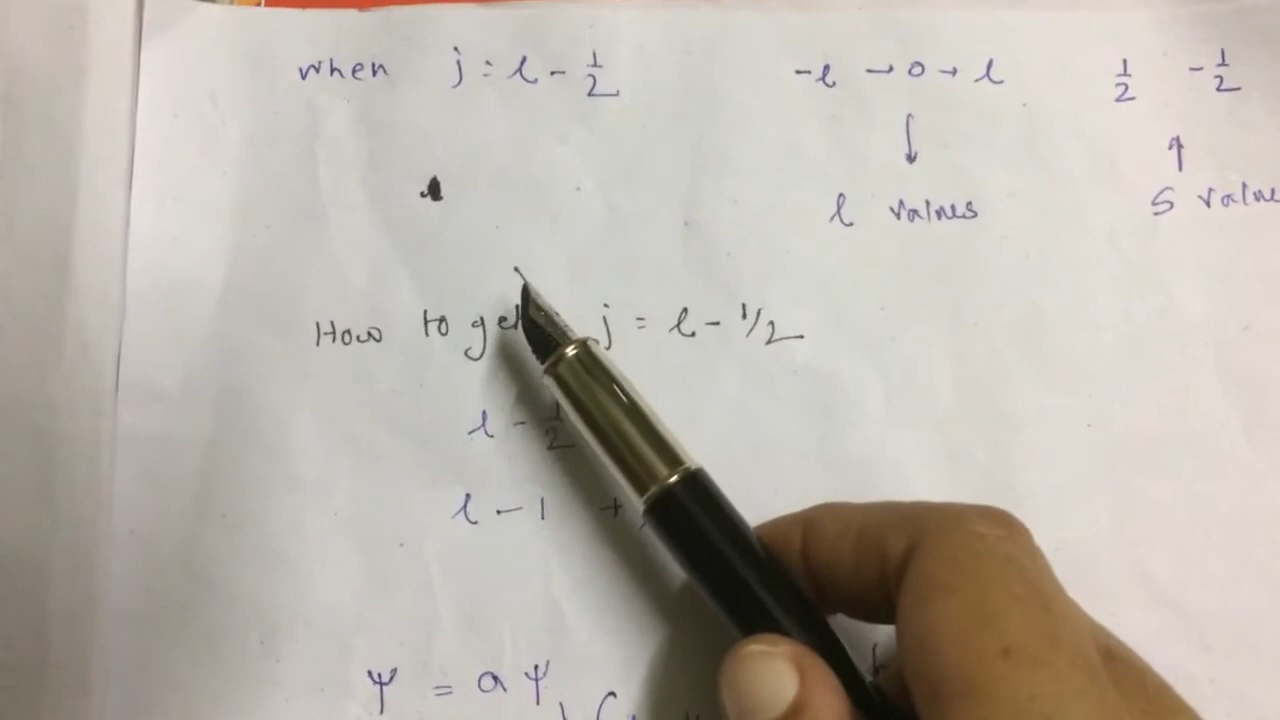 when j = l - 1/2 -l → 0 → l 1/2 -1/2
↓ ↑
l values S value
How to get j = l - 1/2
l - 1/2
l - 1 +
Ψ = a Ψ